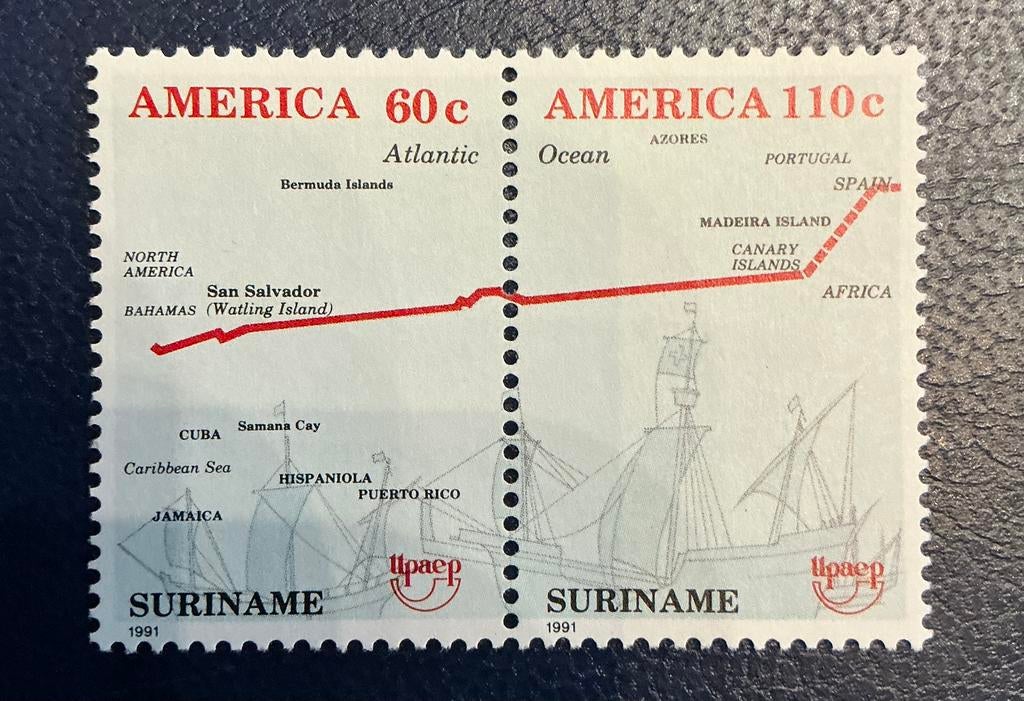 AMERICA 60c
Atlantic
Bermuda Islands
NORTH
AMERICA
San Salvador
BAHAMAS (Watling Island)
CUBA
Samana Cay
Caribbean Sea
HISPANIOLA
PUERTO RICO
JAMAICA
upaep
SURINAME
1991
AMERICA 110c
AZORES
Ocean
PORTUGAL
SPAIN
MADEIRA ISLAND
CANARY
ISLANDS
AFRICA
upaep
SURINAME
1991